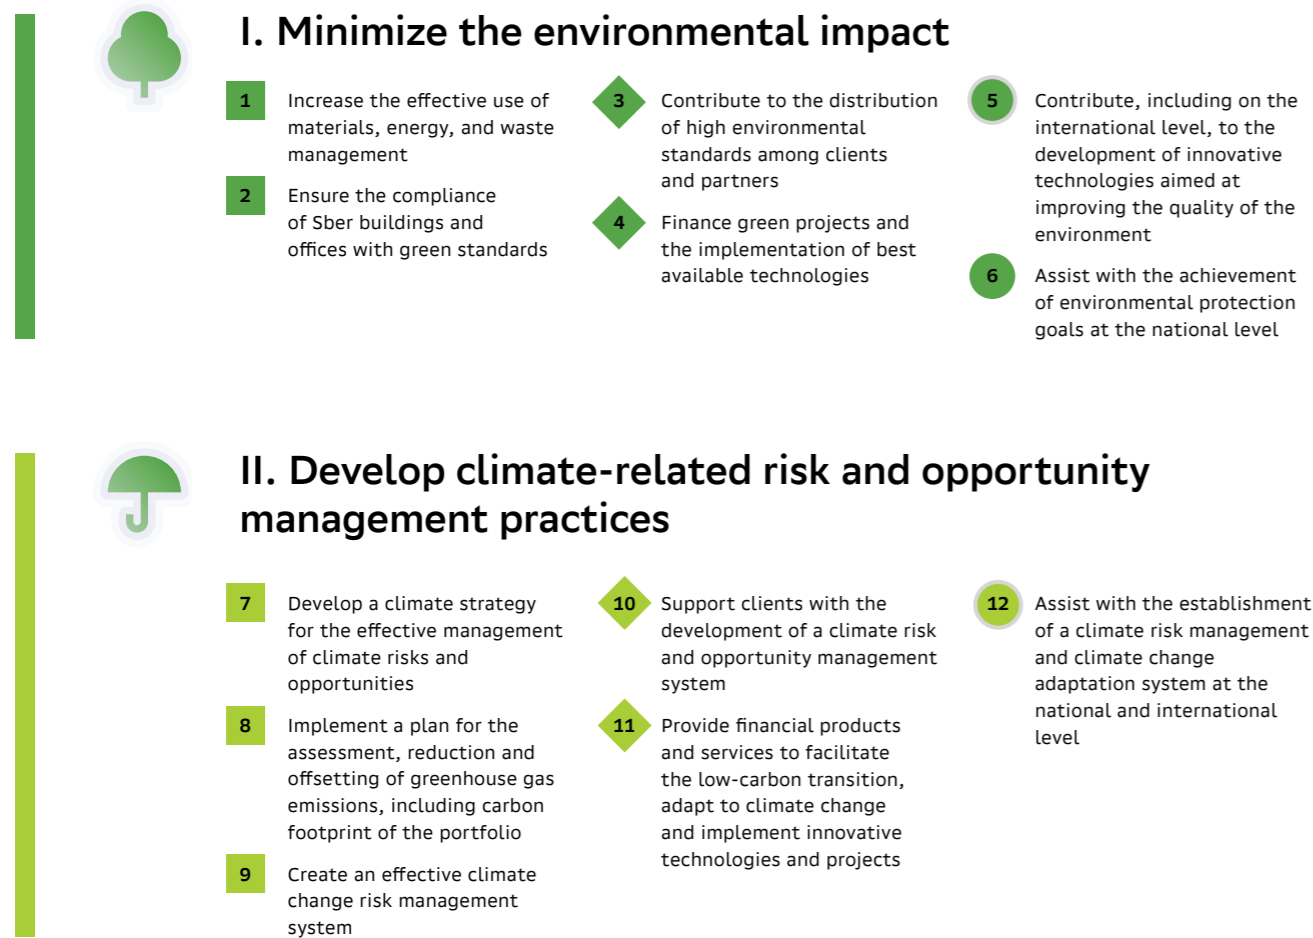 I. Minimize the environmental impact
1
Increase the effective use of
materials, energy, and waste
management
2
Ensure the compliance
of Sber buildings and
offices with green standards
3
Contribute to the distribution
of high environmental
standards among clients
and partners
4
Finance green projects and
the implementation of best
available technologies
5
Contribute, including on the
international level, to the
development of innovative
technologies aimed at
improving the quality of the
environment
6
Assist with the achievement
of environmental protection
goals at the national level
II. Develop climate-related risk and opportunity
management practices
7
Develop a climate strategy
for the effective management
of climate risks and
opportunities
8
Implement a plan for the
assessment, reduction and
offsetting of greenhouse gas
emissions, including carbon
footprint of the portfolio
9
Create an effective climate
change risk management
system
10
Support clients with the
development of a climate risk
and opportunity management
system
11
Provide financial products
and services to facilitate
the low-carbon transition,
adapt to climate change
and implement innovative
technologies and projects
12
Assist with the establishment
of a climate risk management
and climate change
adaptation system at the
national and international
level